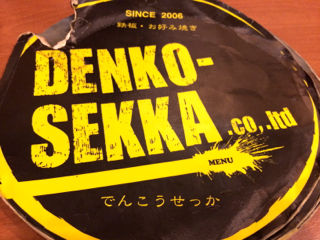 SINCE 2006
鉄板・お好み焼き
DENKO-
SEKKA .co,.ltd
MENU
でんこうせっか